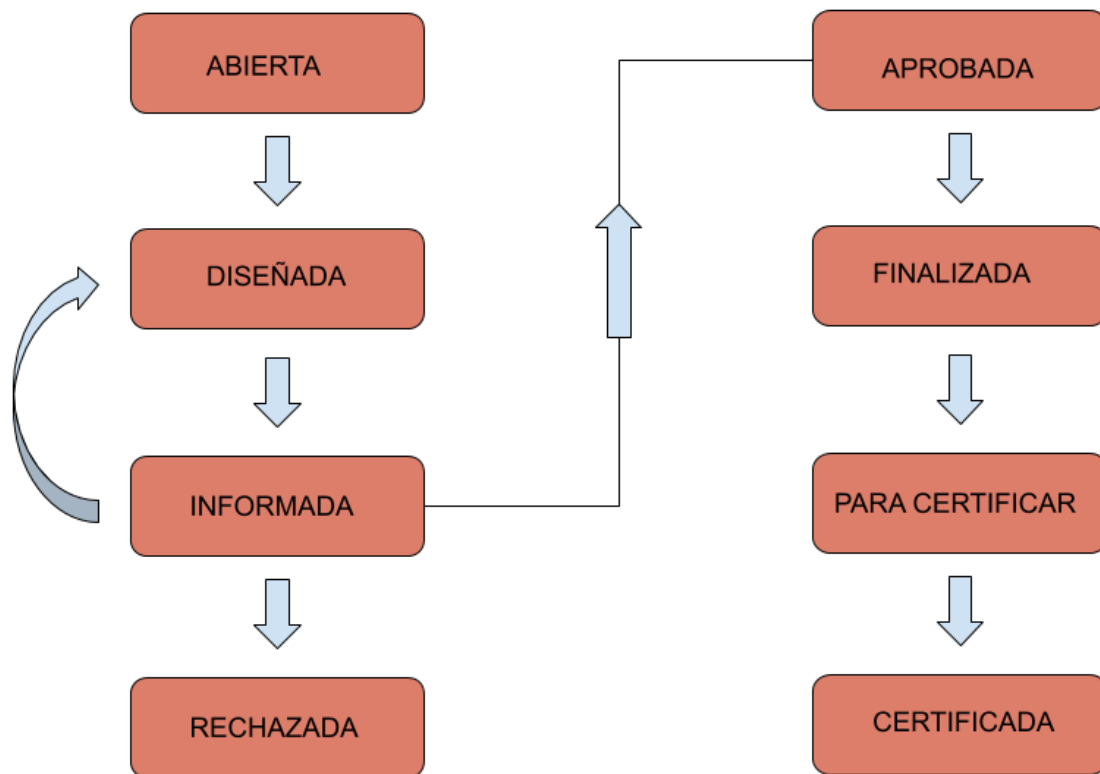 ABIERTA
DISEÑADA
INFORMADA
RECHAZADA
APROBADA
FINALIZADA
PARA CERTIFICAR
CERTIFICADA